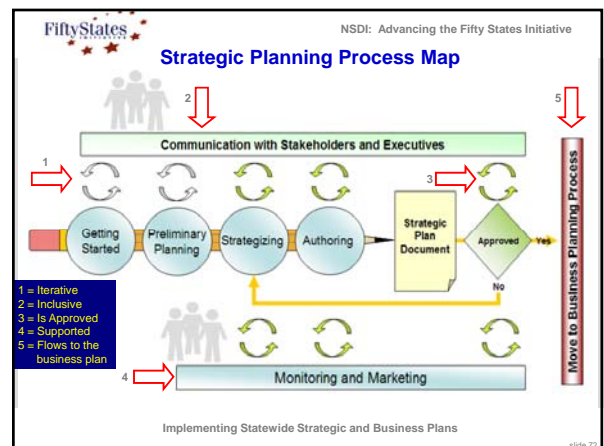 FiftyStates
INITIATIVE
NSDI: Advancing the Fifty States Initiative
Strategic Planning Process Map
2
5
Communication with Stakeholders and Executives
1
3
Getting
Started
Preliminary
Planning
Strategizing
Authoring
Strategic
Plan
Document
Approved
Yes
No
Move to Business Planning Process
1 = Iterative
2 = Inclusive
3 = Is Approved
4 = Supported
5 = Flows to the
business plan
4
Monitoring and Marketing
Implementing Statewide Strategic and Business Plans
slide 72